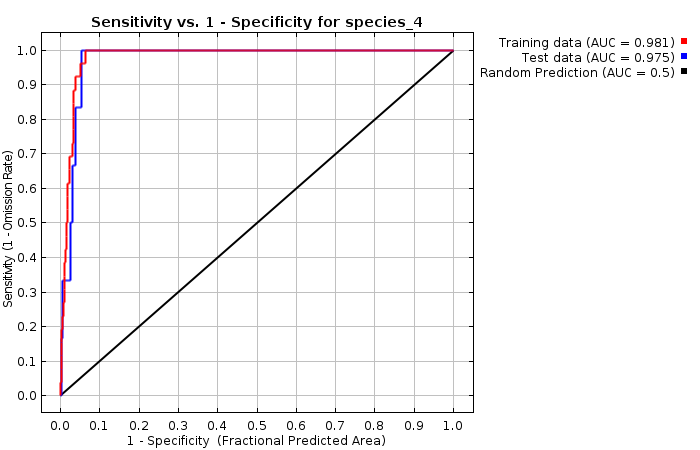 Sensitivity vs. 1 - Specificity for species_4
Training data (AUC = 0.981)
Test data (AUC = 0.975)
Random Prediction (AUC = 0.5)
Sensitivity (1 - Omission Rate)
1.0
0.9
0.8
0.7
0.6
0.5
0.4
0.3
0.2
0.1
0.0
0.0 0.1 0.2 0.3 0.4 0.5 0.6 0.7 0.8 0.9 1.0
1 - Specificity (Fractional Predicted Area)